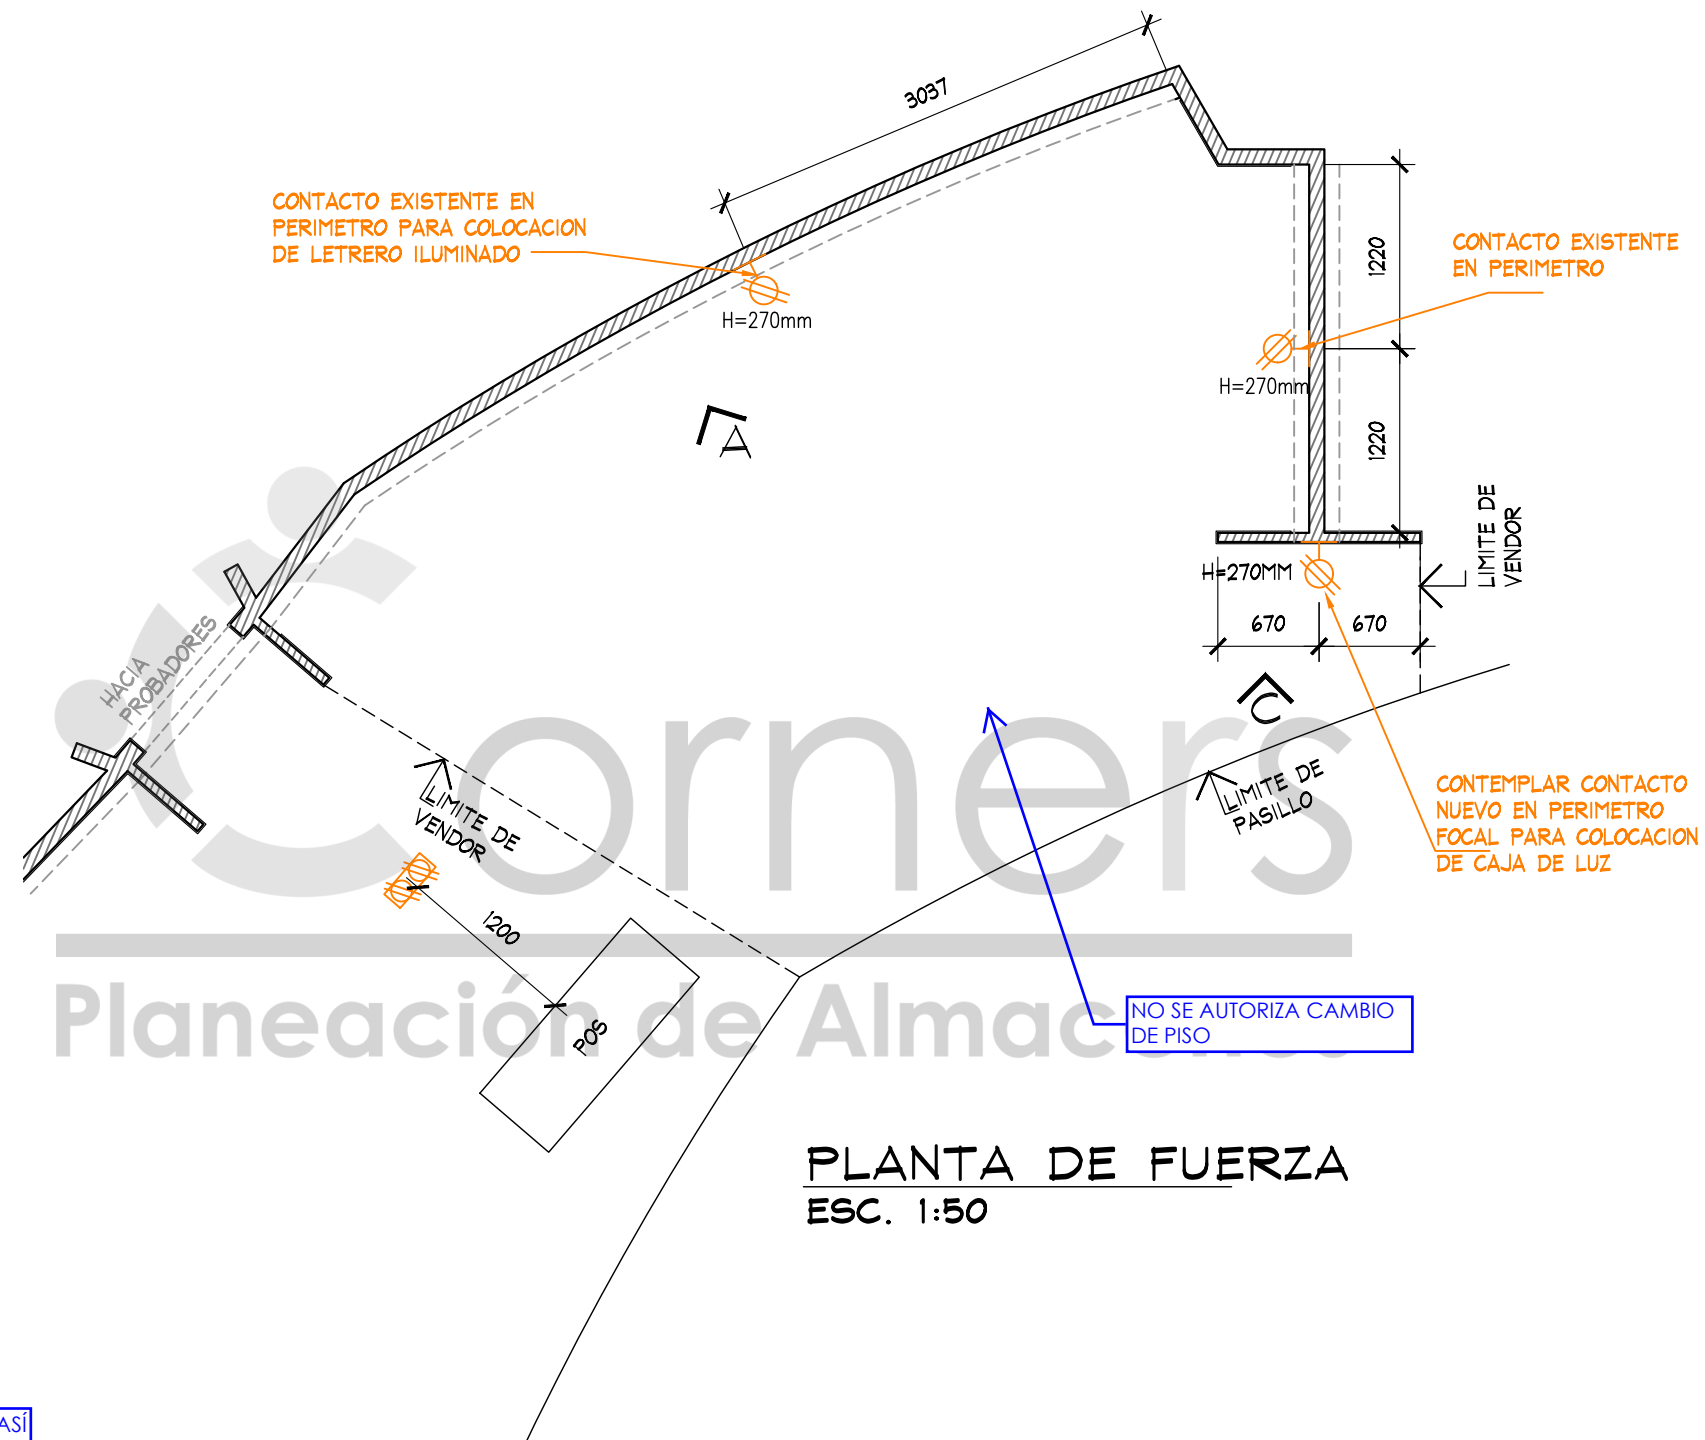 3037
CONTACTO EXISTENTE EN
PERIMETRO PARA COLOCACION
DE LETRERO ILUMINADO
H=270mm
CONTACTO EXISTENTE
EN PERIMETRO
1220
H=270mm
1220
A
LIMITE DE
VENDOR
H=270MM
670
670
HACIA
PROBADORES
C
LIMITE DE
PASILLO
LIMITE DE
VENDOR
CONTEMPLAR CONTACTO
NUEVO EN PERIMETRO
FOCAL PARA COLOCACION
DE CAJA DE LUZ
Corners
1200
Planeación de Almacenes
POS
NO SE AUTORIZA CAMBIO
DE PISO
PLANTA DE FUERZA
ESC. 1:50
ASÍ